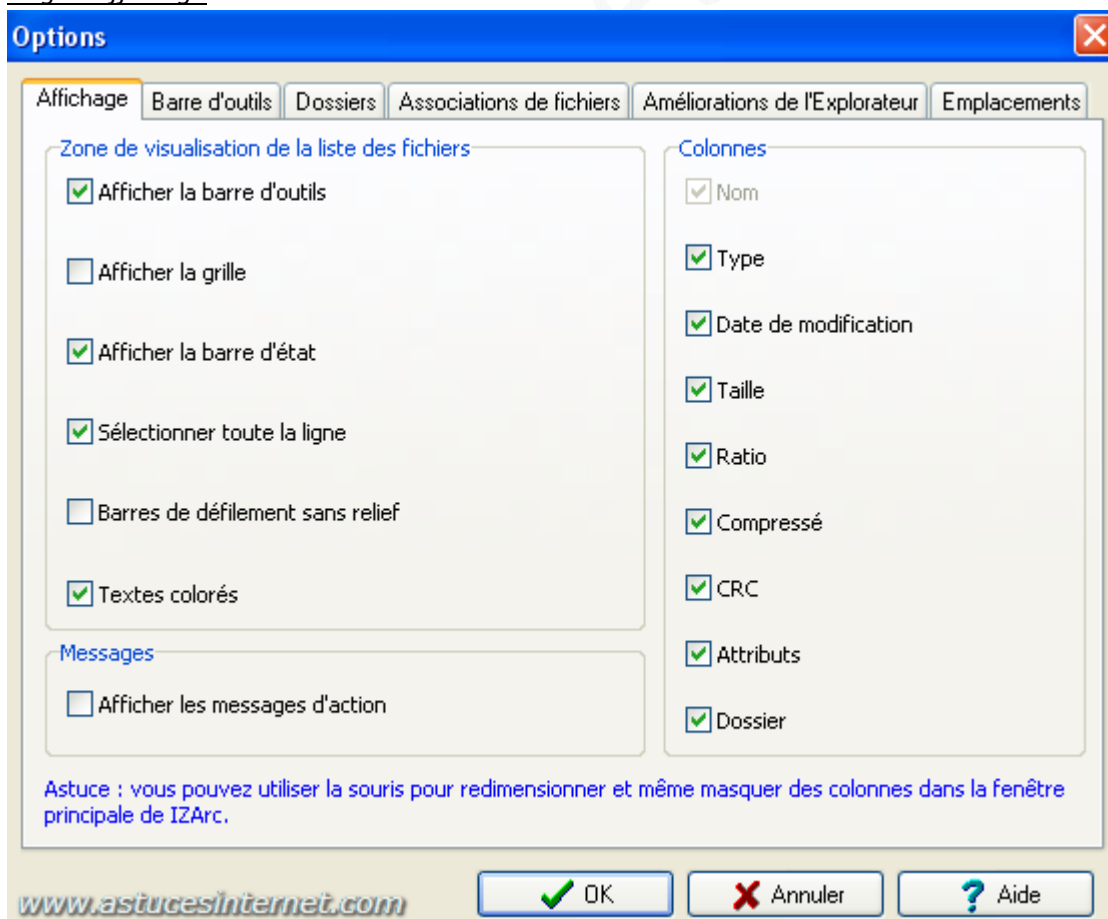 Options
Affichage
Barre d'outils
Dossiers
Associations de fichiers
Améliorations de l'Explorateur
Emplacements
Zone de visualisation de la liste des fichiers
Afficher la barre d'outils
Afficher la grille
Afficher la barre d'état
Sélectionner toute la ligne
Barres de défilement sans relief
Textes colorés
Messages
Afficher les messages d'action
Colonnes
Nom
Type
Date de modification
Taille
Ratio
Compressé
CRC
Attributs
Dossier
Astuce : vous pouvez utiliser la souris pour redimensionner et même masquer des colonnes dans la fenêtre
principale de IZArc.
www.astucesinternet.com
OK
Annuler
Aide